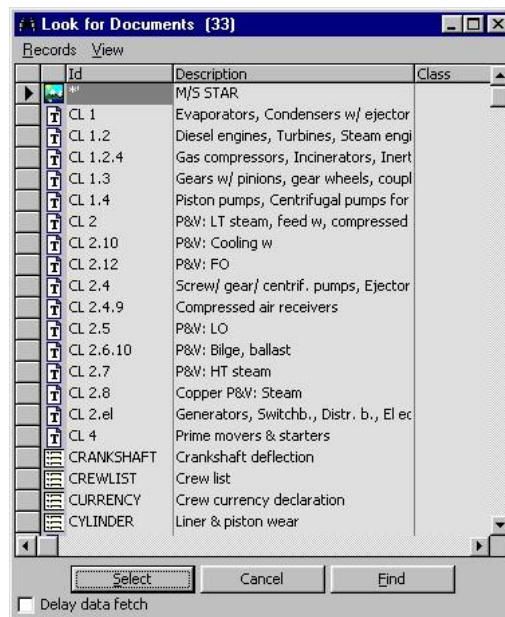 Look for Documents (33)
Records View
Id Description Class
*' M/S STAR
CL 1 Evaporators, Condensers w/ ejector
CL 1.2 Diesel engines, Turbines, Steam engi
CL 1.2.4 Gas compressors, Incinerators, Inert
CL 1.3 Gears w/ pinions, gear wheels, coupl
CL 1.4 Piston pumps, Centrifugal pumps for
CL 2 P&V: LT steam, feed w, compressed
CL 2.10 P&V: Cooling w
CL 2.12 P&V: FO
CL 2.4 Screw/ gear/ centrif. pumps, Ejector
CL 2.4.9 Compressed air receivers
CL 2.5 P&V: LO
CL 2.6.10 P&V: Bilge, ballast
CL 2.7 P&V: HT steam
CL 2.8 Copper P&V: Steam
CL 2.el Generators, Switchb., Distr. b., El ec
CL 4 Prime movers & starters
CRANKSHAFT Crankshaft deflection
CREWLIST Crew list
CURRENCY Crew currency declaration
CYLINDER Liner & piston wear
Select Cancel Find
Delay data fetch